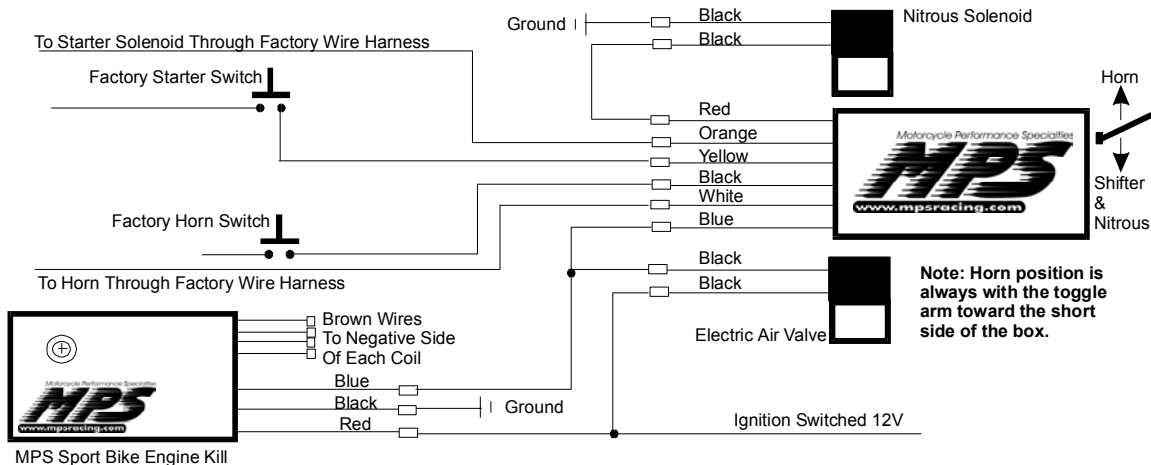 Black
Ground
Nitrous Solenoid
Black
To Starter Solenoid Through Factory Wire Harness
Factory Starter Switch
Horn
Red
Orange
Yellow
Black
White
Blue
Motorcycle Performance Specialties
MPS
www.mpsracing.com
Shifter
&
Nitrous
Factory Horn Switch
To Horn Through Factory Wire Harness
Black
Black
Electric Air Valve
Note: Horn position is
always with the toggle
arm toward the short
side of the box.
Brown Wires
To Negative Side
Of Each Coil
Blue
Black
Ground
Red
Ignition Switched 12V
Motorcycle Performance Specialties
MPS
www.mpsracing.com
MPS Sport Bike Engine Kill